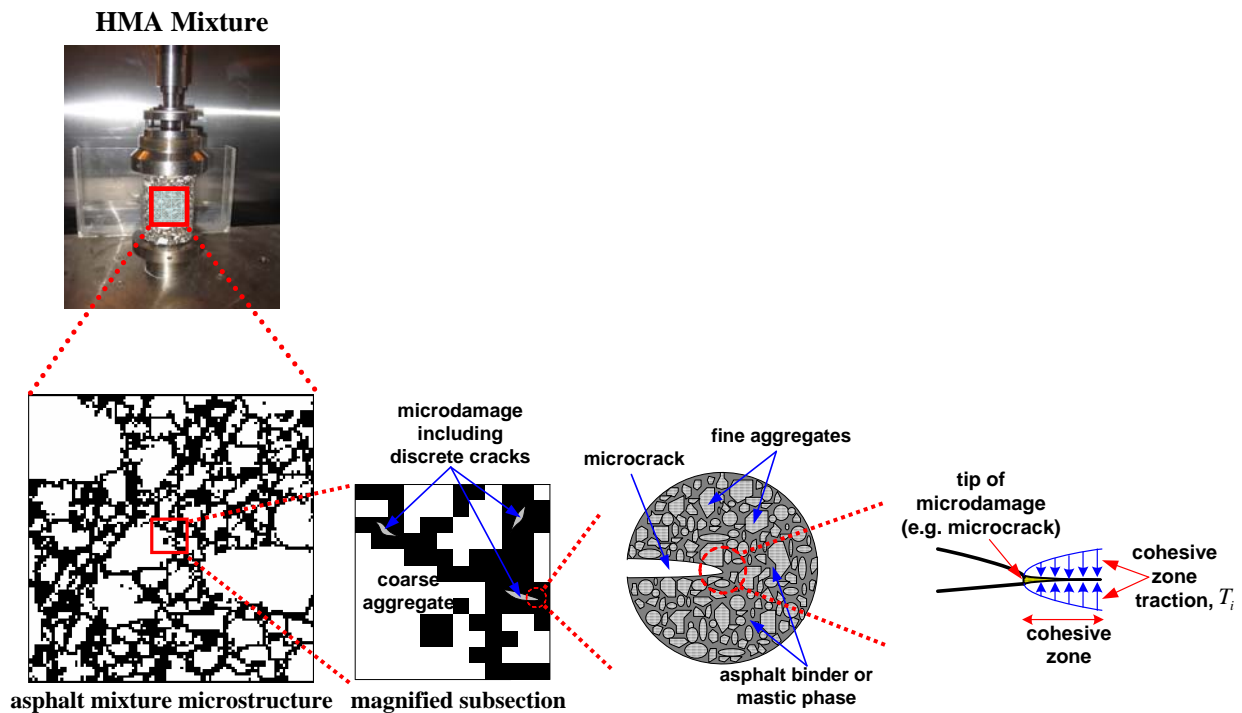 HMA Mixture
microdamage
including
discrete cracks
coarse
aggregate
microcrack
fine aggregates
asphalt binder or
mastic phase
tip of
microdamage
(e.g. microcrack)
cohesive
zone
traction, Ti
cohesive
zone
asphalt mixture microstructure
magnified subsection